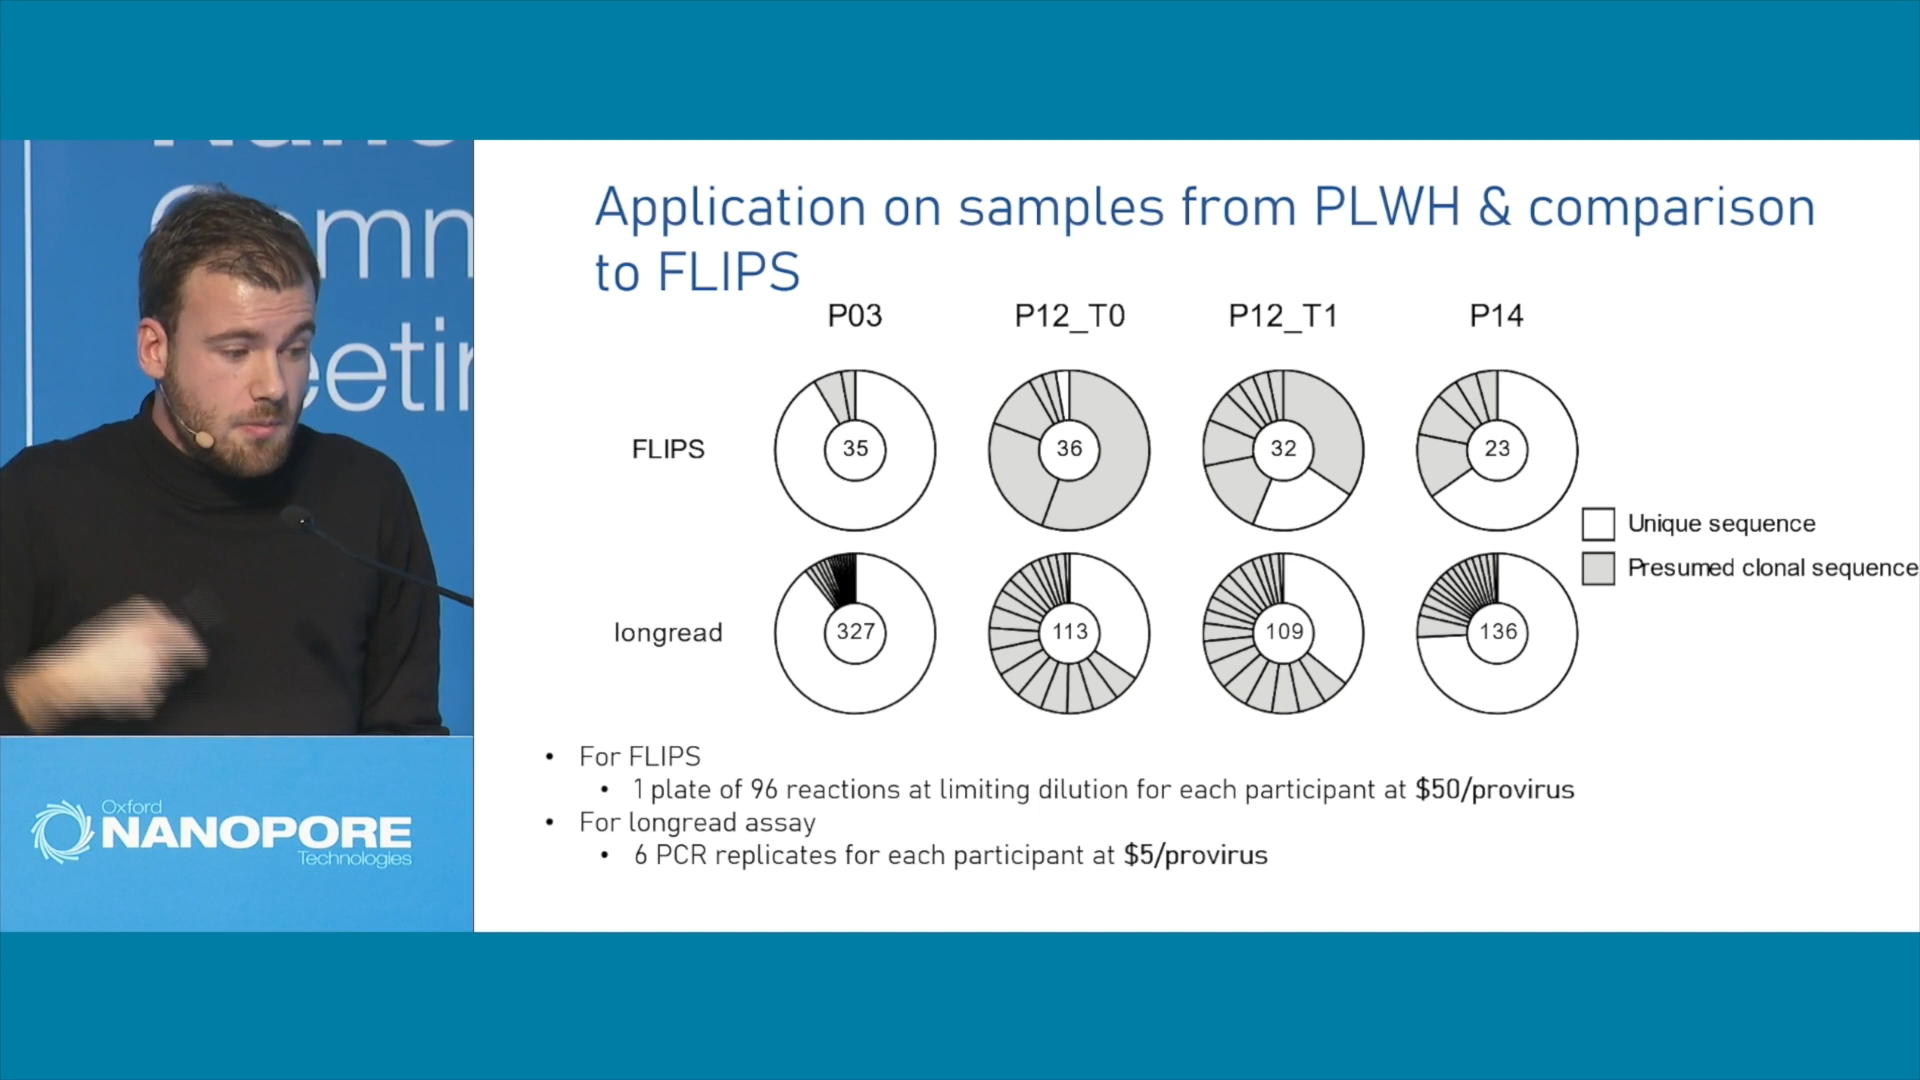 Application on samples from PLWH & comparison
to FLIPS
P03
P12_T0
P12_T1
P14
FLIPS
35
36
32
23
Unique sequence
Presumed clonal sequence
longread
327
113
109
136
• For FLIPS
• 1 plate of 96 reactions at limiting dilution for each participant at $50/provirus
• For longread assay
• 6 PCR replicates for each participant at $5/provirus
Oxford
NANOPORE
Technologies